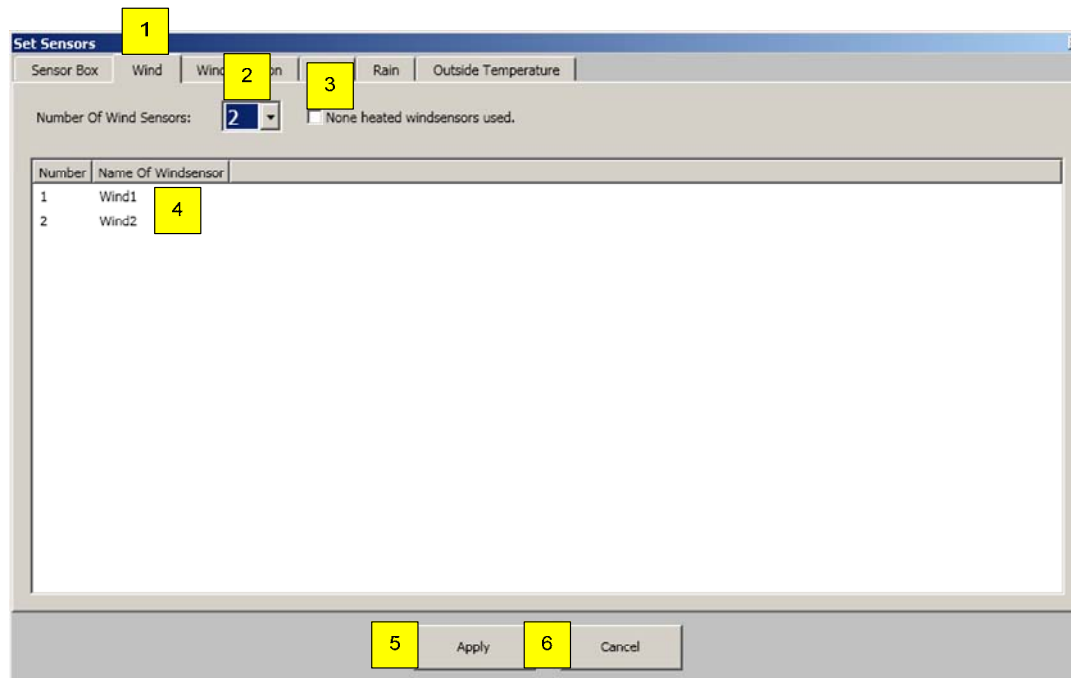 1
Set Sensors
2
3
Sensor Box Wind Rain Outside Temperature
Number Of Wind Sensors: 2 None heated windsensors used.
Number Name Of Windsensor
1 Wind1
4
2 Wind2
5 Apply 6 Cancel